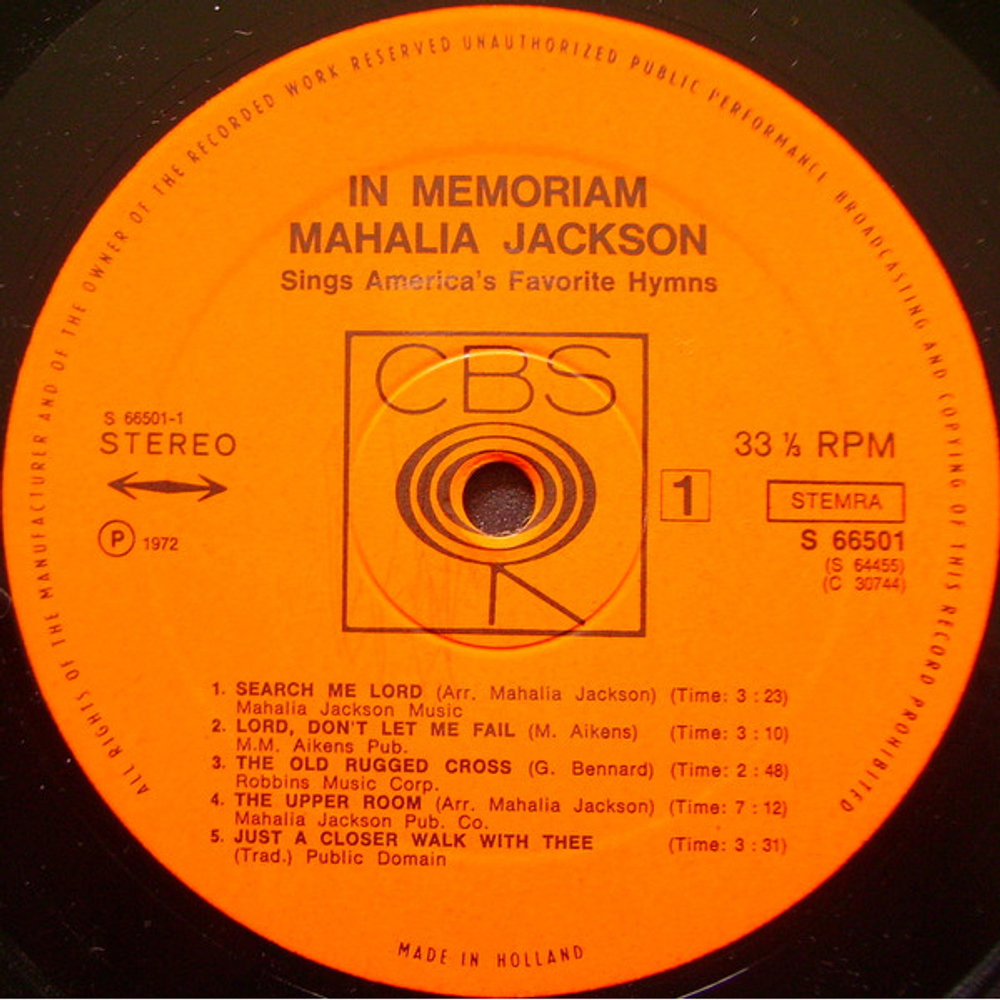 ALL RIGHTS OF THE MANUFACTURER AND OF THE OWNER OF THE RECORDED WORK RESERVED UNAUTHORIZED PUBLIC PERFORMANCE BROADCASTING AND COPYING OF THIS RECORD PROHIBITED
IN MEMORIAM
MAHALIA JACKSON
Sings America's Favorite Hymns
CBS
S 66501-1
STEREO
℗ 1972
33 ⅓ RPM
1
STEMRA
S 66501
(S 64455)
(C 30744)
1. SEARCH ME LORD (Arr. Mahalia Jackson) (Time: 3 : 23)
Mahalia Jackson Music
2. LORD, DON'T LET ME FAIL (M. Aikens) (Time: 3 : 10)
M.M. Aikens Pub.
3. THE OLD RUGGED CROSS (G. Bennard) (Time: 2 : 48)
Robbins Music Corp.
4. THE UPPER ROOM (Arr. Mahalia Jackson) (Time: 7 : 12)
Mahalia Jackson Pub. Co.
5. JUST A CLOSER WALK WITH THEE (Time: 3 : 31)
(Trad.) Public Domain
MADE IN HOLLAND